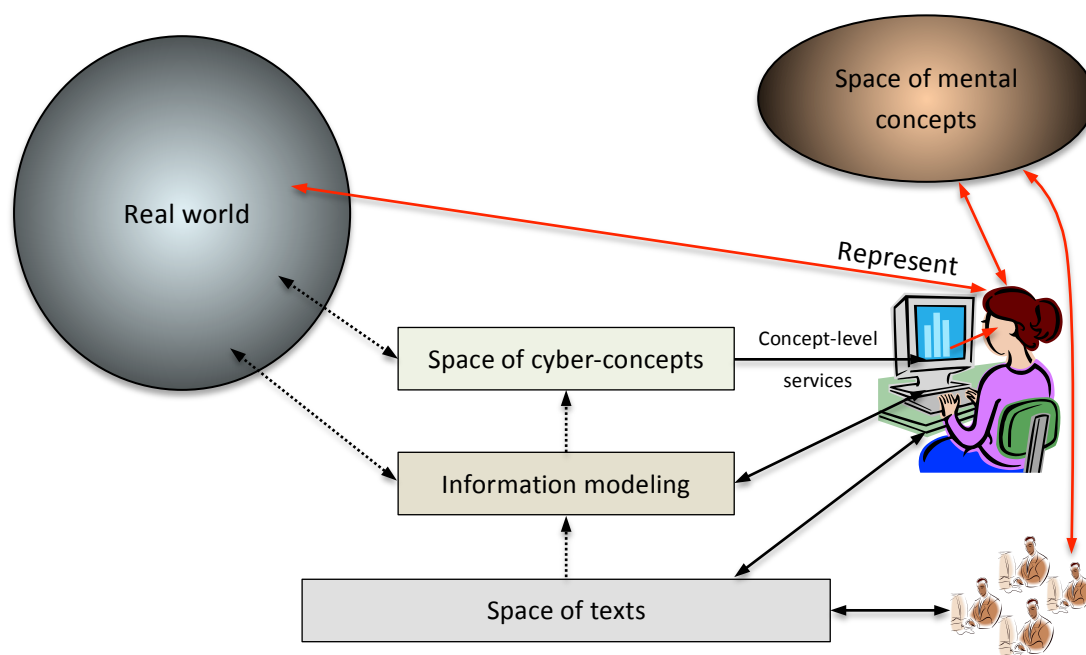 Space of mental
concepts
Real world
Represent
Space of cyber-concepts
Concept-level
services
Information modeling
Space of texts